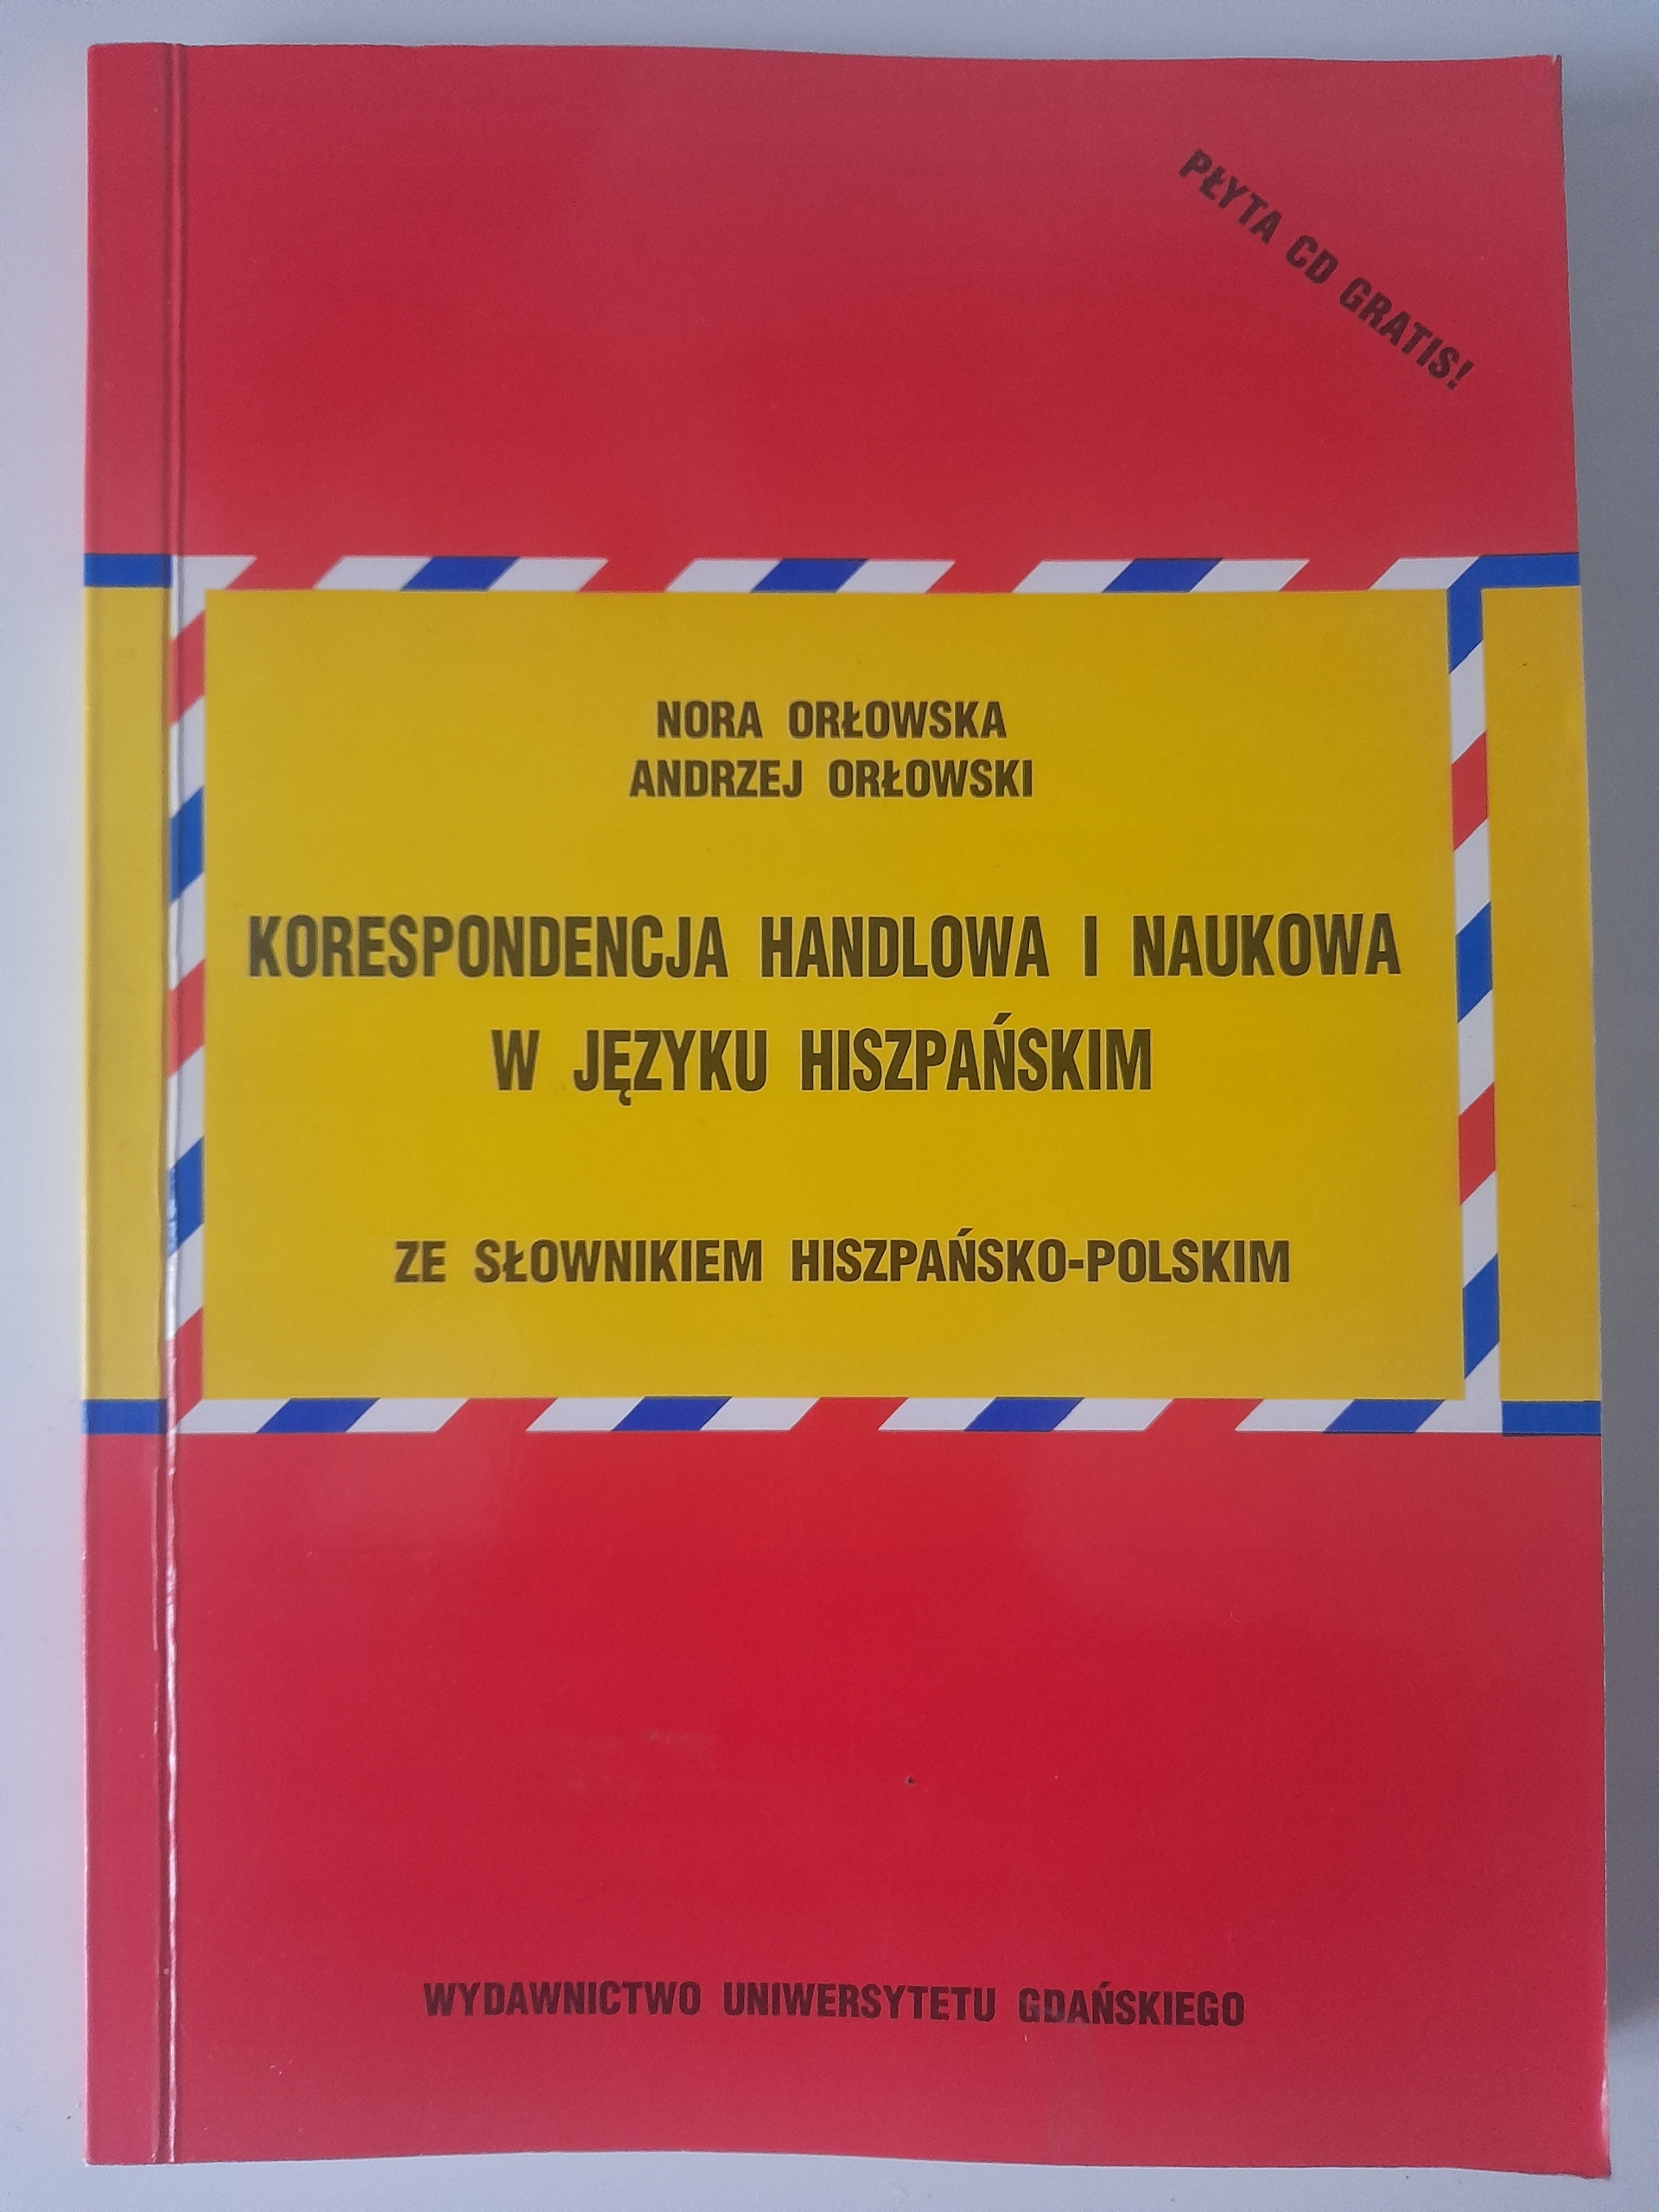 PŁYTA CD GRATIS!
NORA ORŁOWSKA
ANDRZEJ ORŁOWSKI
KORESPONDENCJA HANDLOWA I NAUKOWA
W JĘZYKU HISZPAŃSKIM
ZE SŁOWNIKIEM HISZPAŃSKO-POLSKIM
WYDAWNICTWO UNIWERSYTETU GDAŃSKIEGO